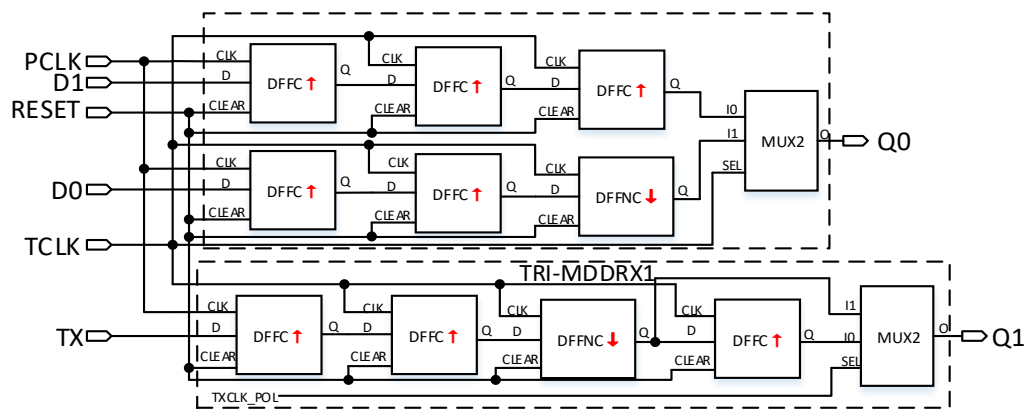 PCLK
D1
RESET
CLK
D
CLEAR
DFFC
Q
CLK
D
CLEAR
DFFC
Q
CLK
D
CLEAR
DFFC
Q
I0
I1
SEL
MUX2
O
Q0
D0
TCLK
CLK
D
CLEAR
DFFC
Q
CLK
D
CLEAR
DFFC
Q
CLK
D
CLEAR
DFFNC
Q
TRI-MDDRX1
TX
CLK
D
CLEAR
DFFC
Q
CLK
D
CLEAR
DFFC
Q
CLK
D
CLEAR
DFFNC
Q
CLK
D
CLEAR
DFFC
Q
I1
I0
SEL
MUX2
O
Q1
TXCLK_POL